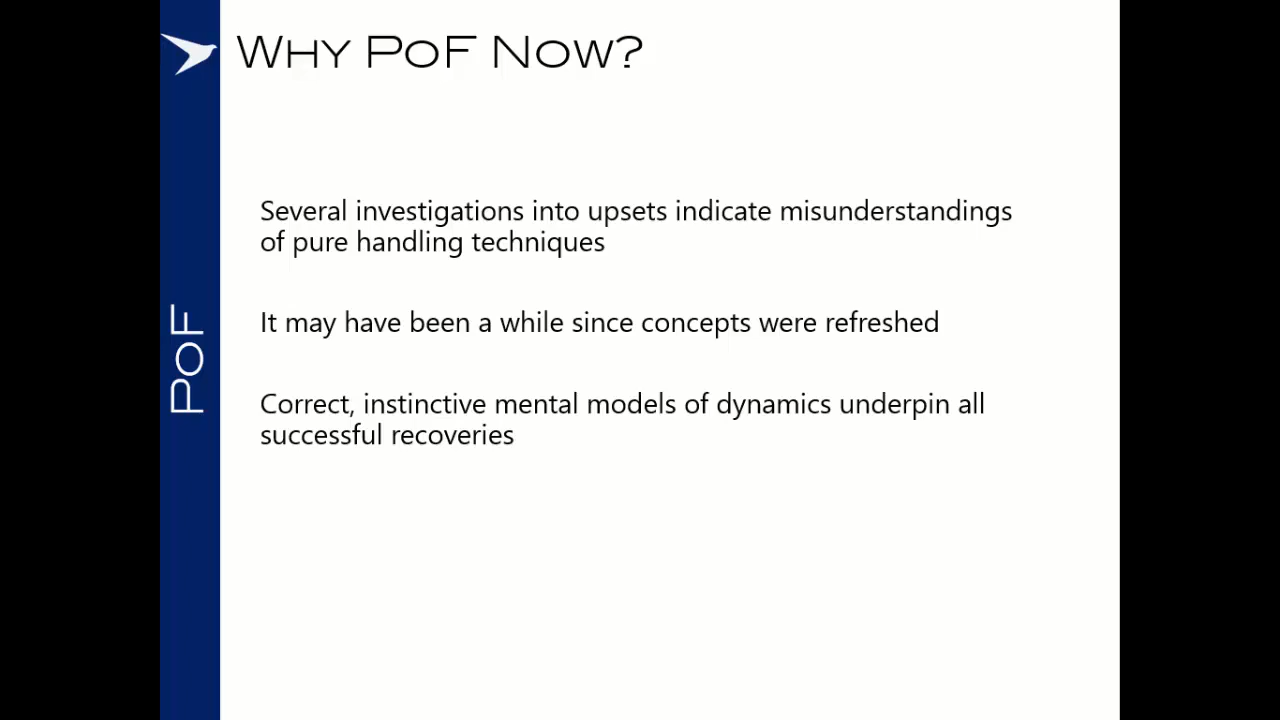 Why PoF Now?
Several investigations into upsets indicate misunderstandings
of pure handling techniques
It may have been a while since concepts were refreshed
Correct, instinctive mental models of dynamics underpin all
successful recoveries
PoF